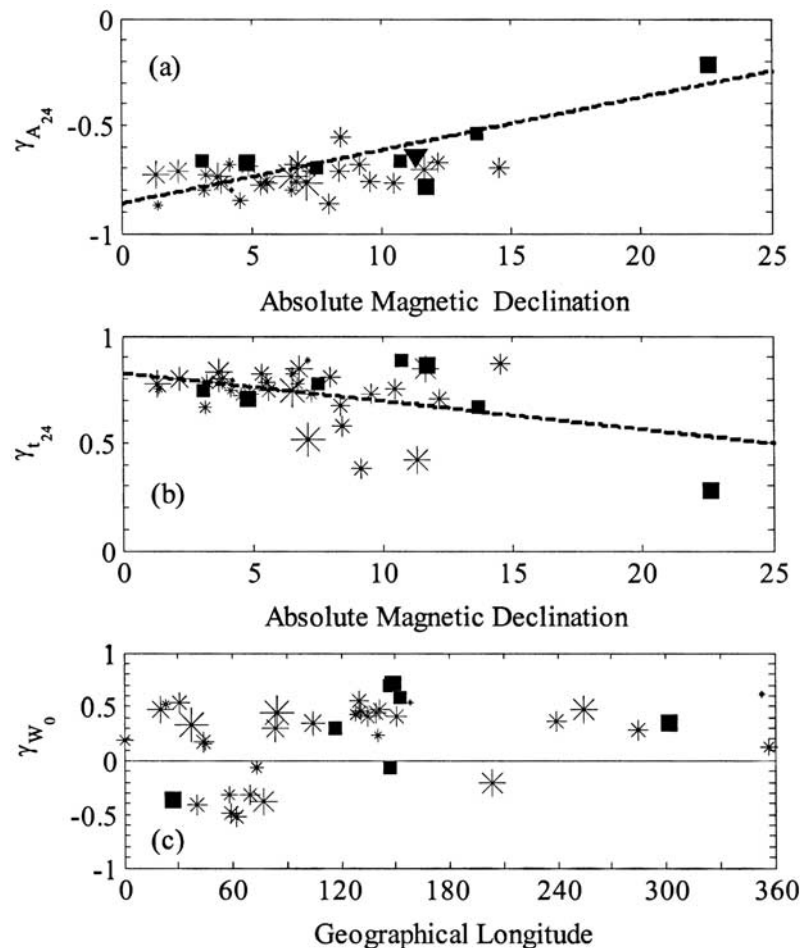 0
(a)
γA24
-0.5
-1
0 5 10 15 20 25
Absolute Magnetic Declination
1
γt24
0.5
(b)
0
0 5 10 15 20 25
Absolute Magnetic Declination
1
0.5
γW0
0
-0.5
(c)
-1
0 60 120 180 240 300 360
Geographical Longitude